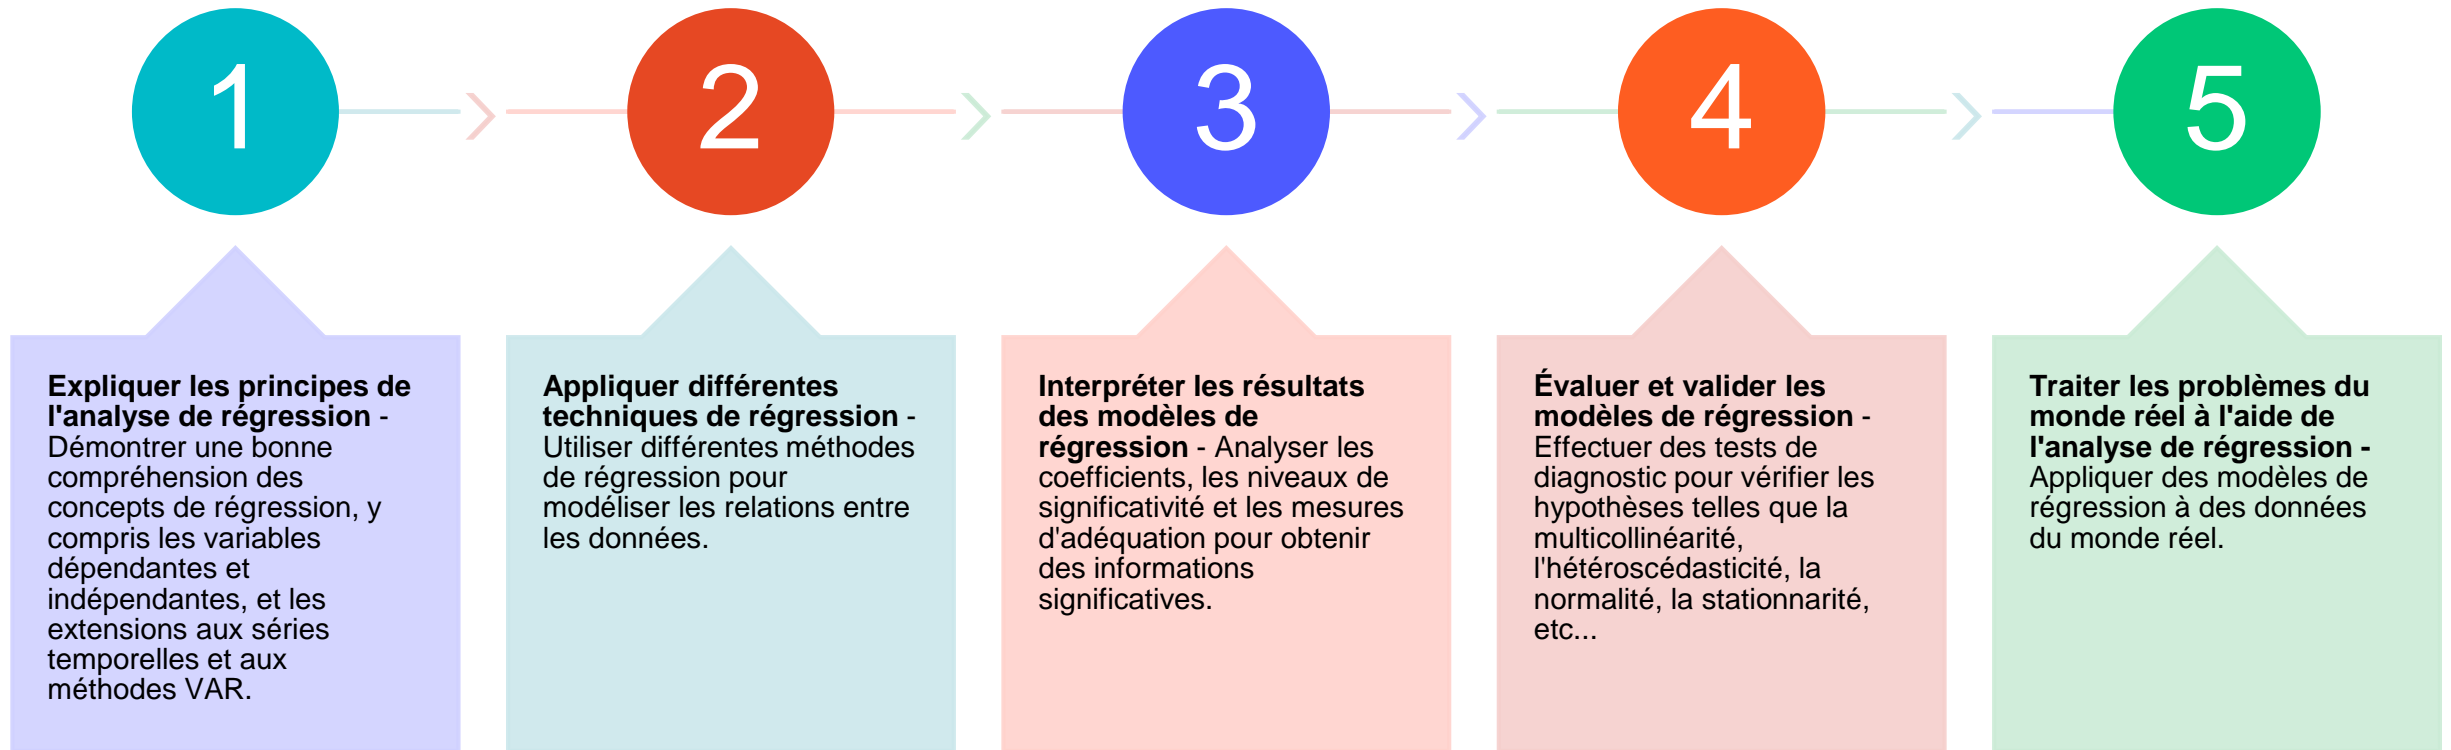 1
2
3
4
5
Expliquer les principes de
l'analyse de régression -
Démontrer une bonne
compréhension des
concepts de régression, y
compris les variables
dépendantes et
indépendantes, et les
extensions aux séries
temporelles et aux
méthodes VAR.
Appliquer différentes
techniques de régression -
Utiliser différentes méthodes
de régression pour
modéliser les relations entre
les données.
Interpréter les résultats
des modèles de
régression - Analyser les
coefficients, les niveaux de
significativité et les mesures
d'adéquation pour obtenir
des informations
significatives.
Évaluer et valider les
modèles de régression -
Effectuer des tests de
diagnostic pour vérifier les
hypothèses telles que la
multicollinéarité,
l'hétéroscédasticité, la
normalité, la stationnarité,
etc...
Traiter les problèmes du
monde réel à l'aide de
l'analyse de régression -
Appliquer des modèles de
régression à des données
du monde réel.